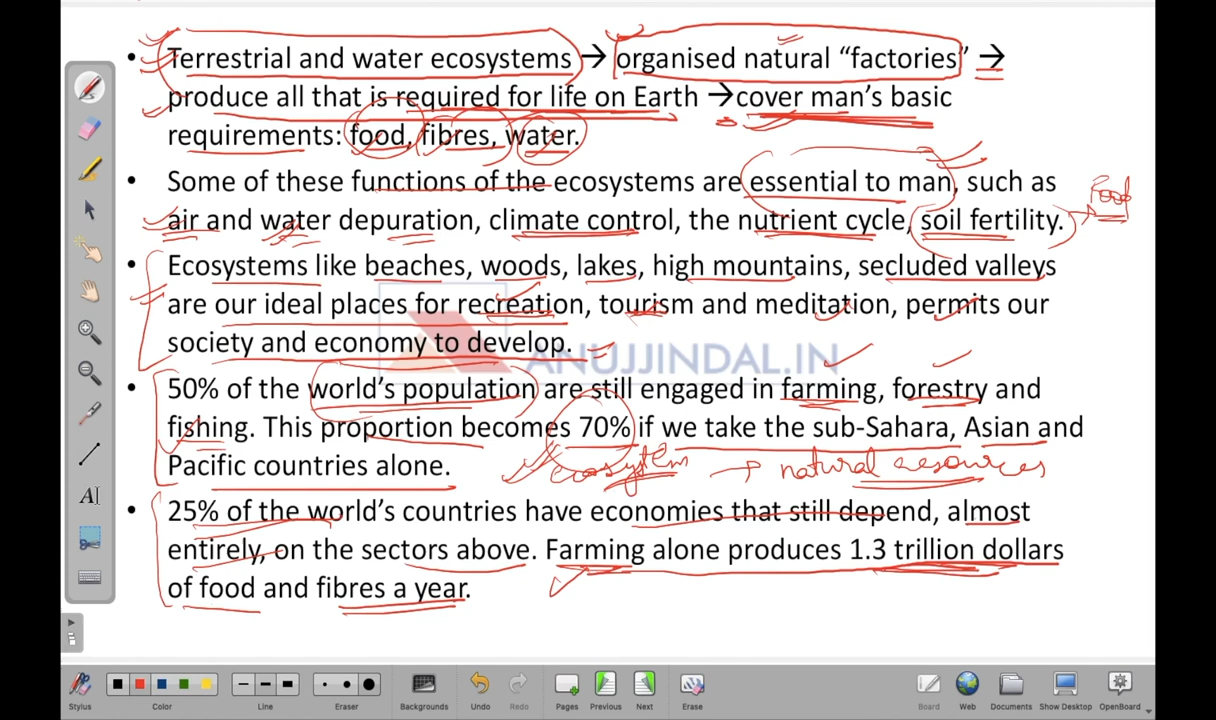 • Terrestrial and water ecosystems → organised natural “factories” →
produce all that is required for life on Earth → cover man’s basic
requirements: food, fibres, water.
• Some of these functions of the ecosystems are essential to man, such as
Food
air and water depuration, climate control, the nutrient cycle, soil fertility.
• Ecosystems like beaches, woods, lakes, high mountains, secluded valleys
are our ideal places for recreation, tourism and meditation, permits our
society and economy to develop.
ANUJJINDAL.IN
• 50% of the world’s population are still engaged in farming, forestry and
fishing. This proportion becomes 70% if we take the sub-Sahara, Asian and
Pacific countries alone.
ecosystem → natural resources
• 25% of the world’s countries have economies that still depend, almost
entirely, on the sectors above. Farming alone produces 1.3 trillion dollars
of food and fibres a year.
Stylus Color Line Eraser Backgrounds Undo Redo Pages Previous Next Erase Board Web Documents Show Desktop OpenBoard